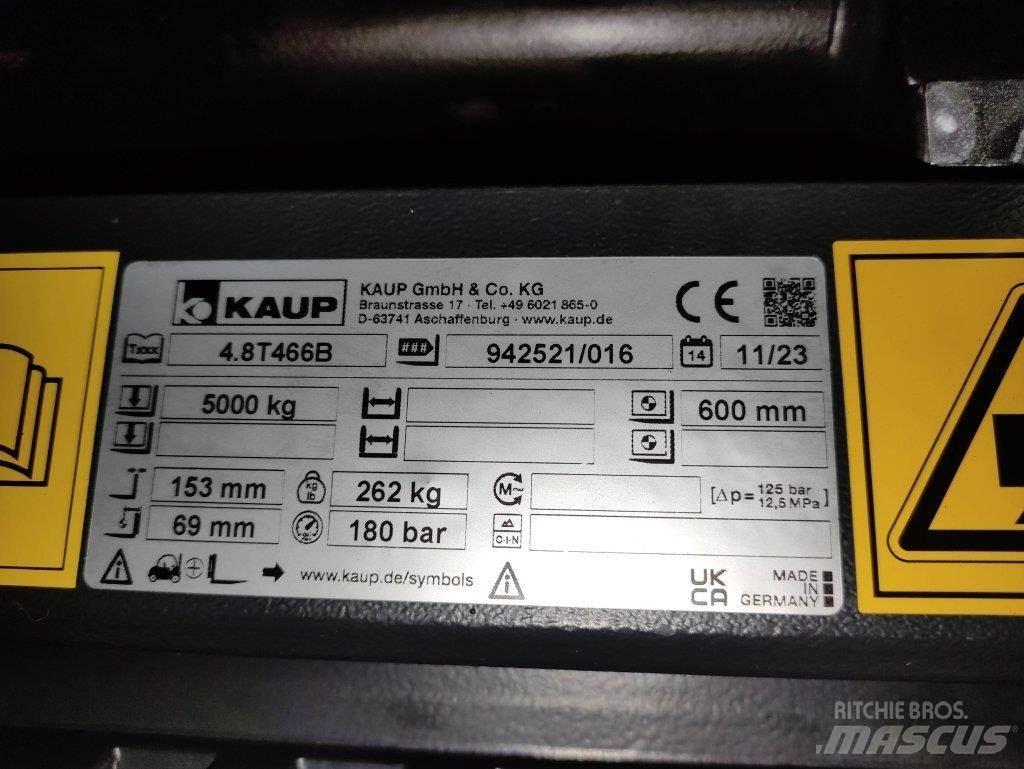 KAUP
KAUP GmbH & Co. KG
Braunstrasse 17 · Tel. +49 6021 865-0
D-63741 Aschaffenburg · www.kaup.de
CE
Txxxx 4.8T466B ### 942521/016 14 11/23
5000 kg 600 mm
153 mm kg lb 262 kg M~ [Δp = 125 bar 12,5 MPa]
69 mm 180 bar C-I-N
www.kaup.de/symbols
UK CA
MADE IN GERMANY
RITCHIE BROS.
MASCUS